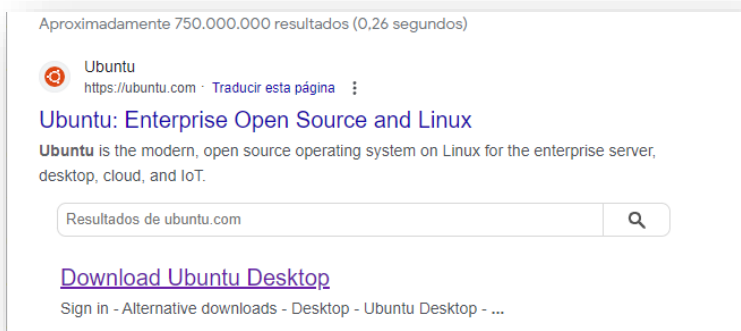 Aproximadamente 750.000.000 resultados (0,26 segundos)
Ubuntu
https://ubuntu.com · Traducir esta página
Ubuntu: Enterprise Open Source and Linux
Ubuntu is the modern, open source operating system on Linux for the enterprise server,
desktop, cloud, and IoT.
Resultados de ubuntu.com
Download Ubuntu Desktop
Sign in - Alternative downloads - Desktop - Ubuntu Desktop - ...